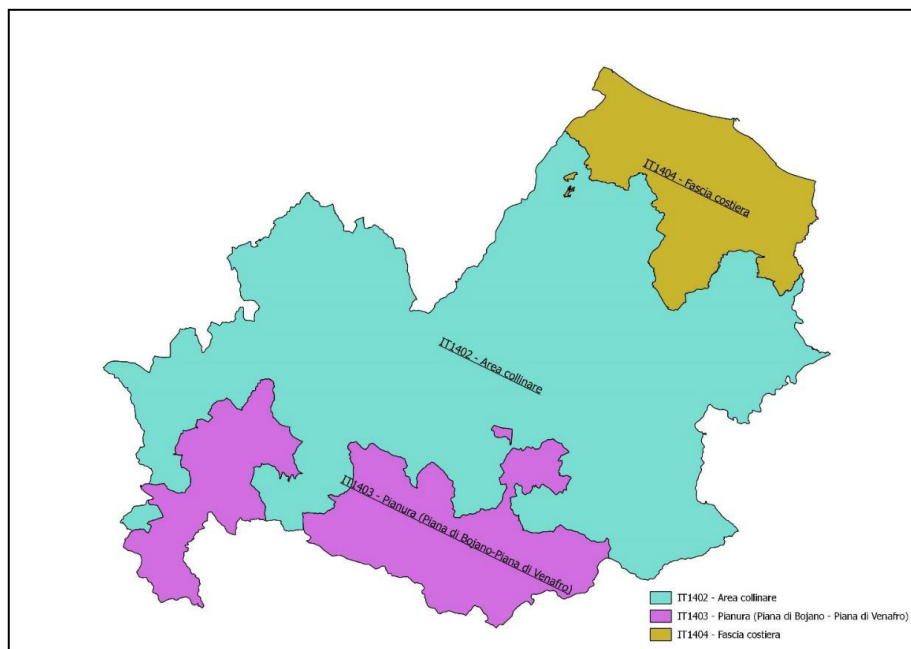 IT1404 - Fascia costiera
IT1402 - Area collinare
IT1403 - Pianura (Piana di Bojano-Piana di Venafro)
IT1402 - Area collinare
IT1403 - Pianura (Piana di Bojano - Piana di Venafro)
IT1404 - Fascia costiera